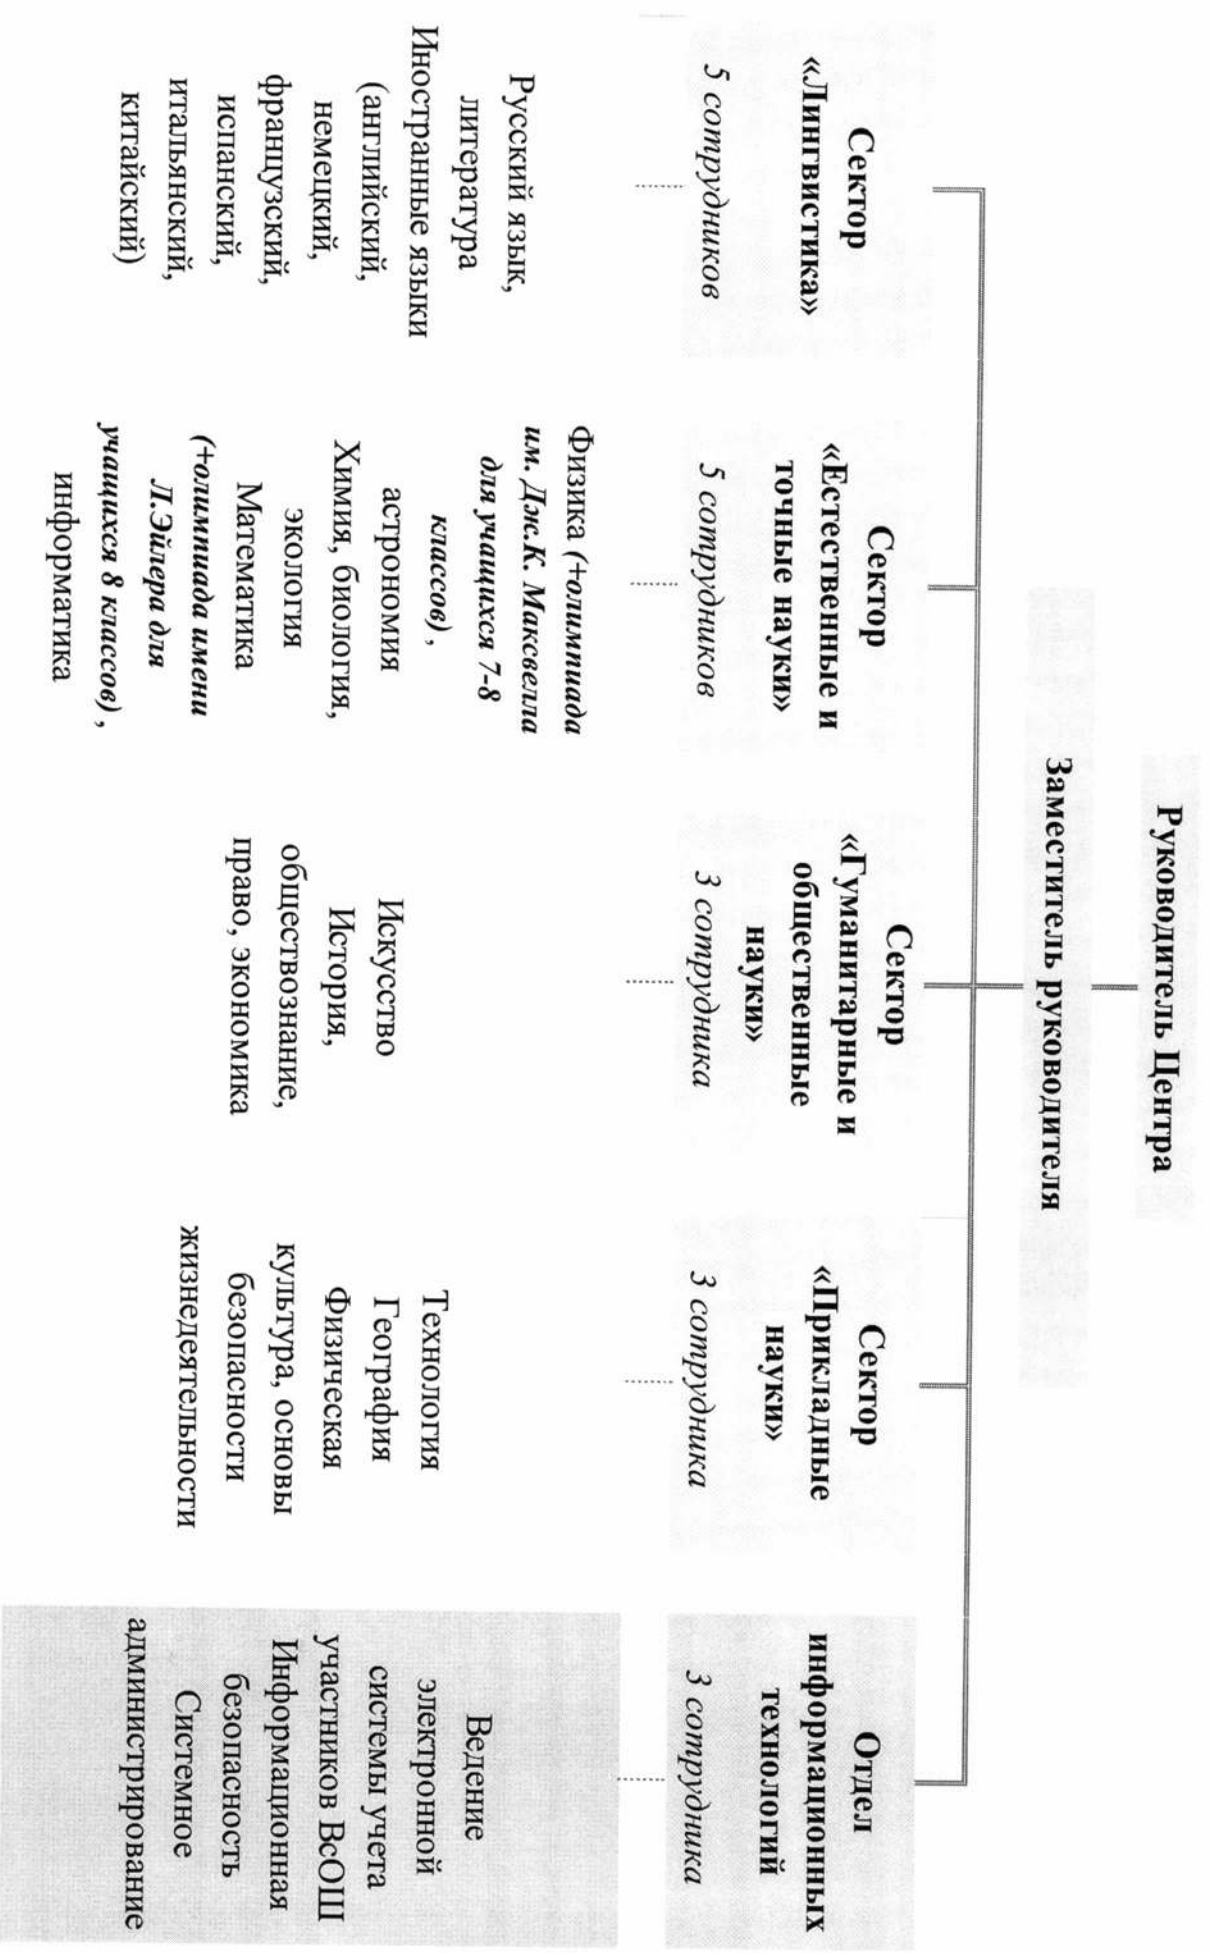 Руководитель Центра
Заместитель руководителя
Сектор
«Лингвистика»
5 сотрудников
Русский язык,
литература
Иностранные языки
(английский,
немецкий,
французский,
испанский,
итальянский,
китайский)
Сектор
«Естественные и
точные науки»
5 сотрудников
Физика (+олимпиада
им. Дж.К. Максвелла
для учащихся 7-8
классов),
астрономия
Химия, биология,
экология
Математика
(+олимпиада имени
Л.Эйлера для
учащихся 8 классов),
информатика
Сектор
«Гуманитарные и
общественные
науки»
3 сотрудника
Искусство
История,
обществознание,
право, экономика
Сектор
«Прикладные
науки»
3 сотрудника
Технология
География
Физическая
культура, основы
безопасности
жизнедеятельности
Отдел
информационных
технологий
3 сотрудника
Ведение
электронной
системы учета
участников ВсОШ
Информационная
безопасность
Системное
администрирование